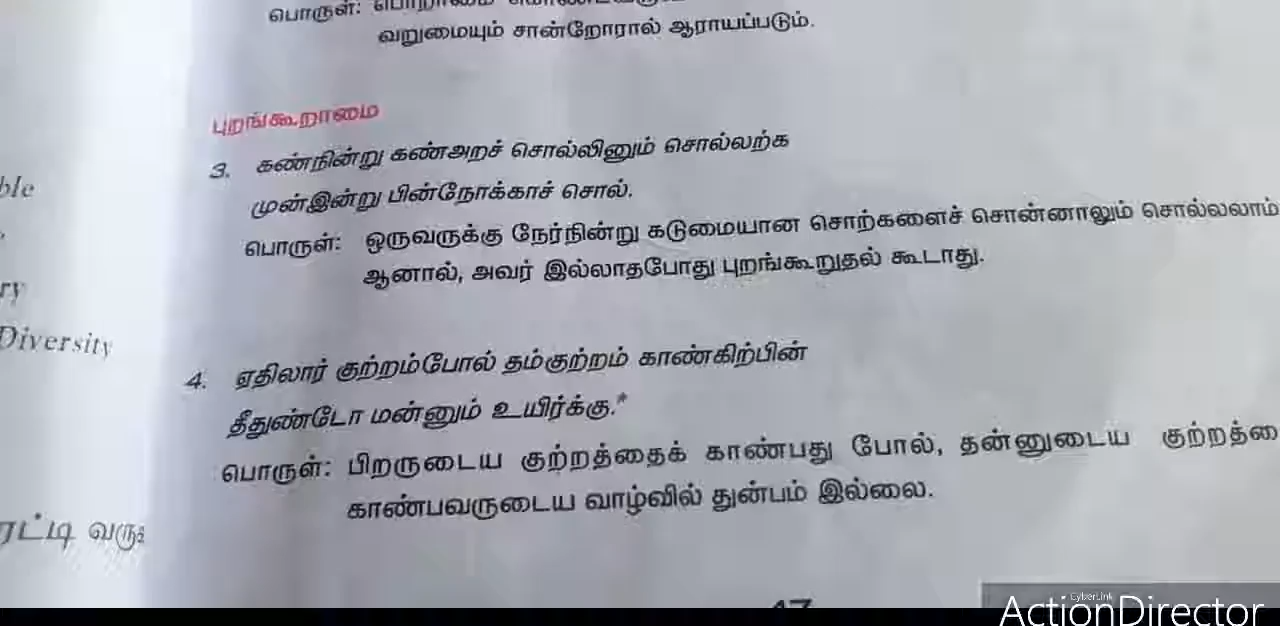 பொருள்:
வறுமையும் சான்றோரால் ஆராயப்படும்.
புறங்கூறாமை
3. கண்நின்று கண்அறச் சொல்லினும் சொல்லற்க
முன்இன்று பின்நோக்காச் சொல்.
பொருள்: ஒருவருக்கு நேர்நின்று கடுமையான சொற்களைச் சொன்னாலும் சொல்லலாம்
ஆனால், அவர் இல்லாதபோது புறங்கூறுதல் கூடாது.
4. ஏதிலார் குற்றம்போல் தம்குற்றம் காண்கிற்பின்
தீதுண்டோ மன்னும் உயிர்க்கு.*
பொருள்: பிறருடைய குற்றத்தைக் காண்பது போல், தன்னுடைய குற்றத்தை
காண்பவருடைய வாழ்வில் துன்பம் இல்லை.
ble
ry
Diversity
ரட்டி
CyberLink
ActionDirector